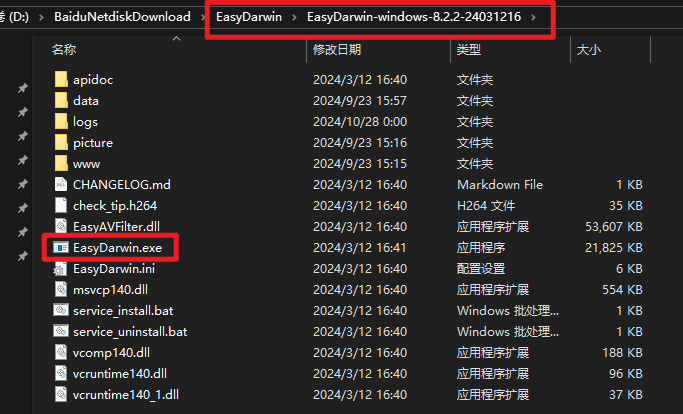 卷 (D:) › BaiduNetdiskDownload › EasyDarwin › EasyDarwin-windows-8.2.2-24031216 ›
名称 修改日期 类型 大小
apidoc 2024/3/12 16:40 文件夹
data 2024/9/23 15:57 文件夹
logs 2024/10/28 0:00 文件夹
picture 2024/9/23 15:16 文件夹
www 2024/9/23 15:15 文件夹
CHANGELOG.md 2024/3/12 16:40 Markdown File 1 KB
check_tip.h264 2024/3/12 16:40 H264 文件 35 KB
EasyAVFilter.dll 2024/3/12 16:40 应用程序扩展 53,607 KB
EasyDarwin.exe 2024/3/12 16:41 应用程序 21,825 KB
EasyDarwin.ini 2024/3/12 16:40 配置设置 6 KB
msvcp140.dll 2024/3/12 16:40 应用程序扩展 554 KB
service_install.bat 2024/3/12 16:40 Windows 批处理... 1 KB
service_uninstall.bat 2024/3/12 16:40 Windows 批处理... 1 KB
vcomp140.dll 2024/3/12 16:40 应用程序扩展 188 KB
vcruntime140.dll 2024/3/12 16:40 应用程序扩展 96 KB
vcruntime140_1.dll 2024/3/12 16:40 应用程序扩展 37 KB